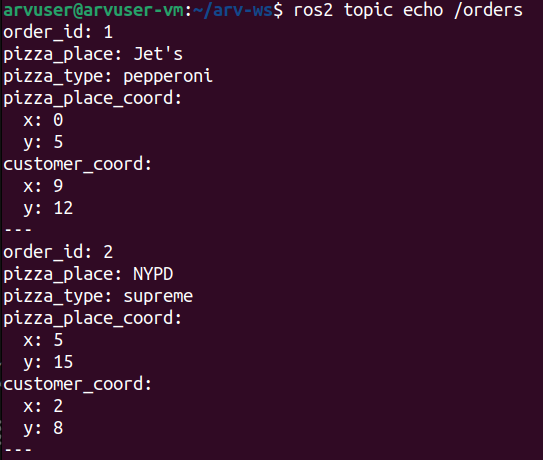 arvuser@arvuser-vm:~/arv-ws$ ros2 topic echo /orders
order_id: 1
pizza_place: Jet's
pizza_type: pepperoni
pizza_place_coord:
  x: 0
  y: 5
customer_coord:
  x: 9
  y: 12
---
order_id: 2
pizza_place: NYPD
pizza_type: supreme
pizza_place_coord:
  x: 5
  y: 15
customer_coord:
  x: 2
  y: 8
---